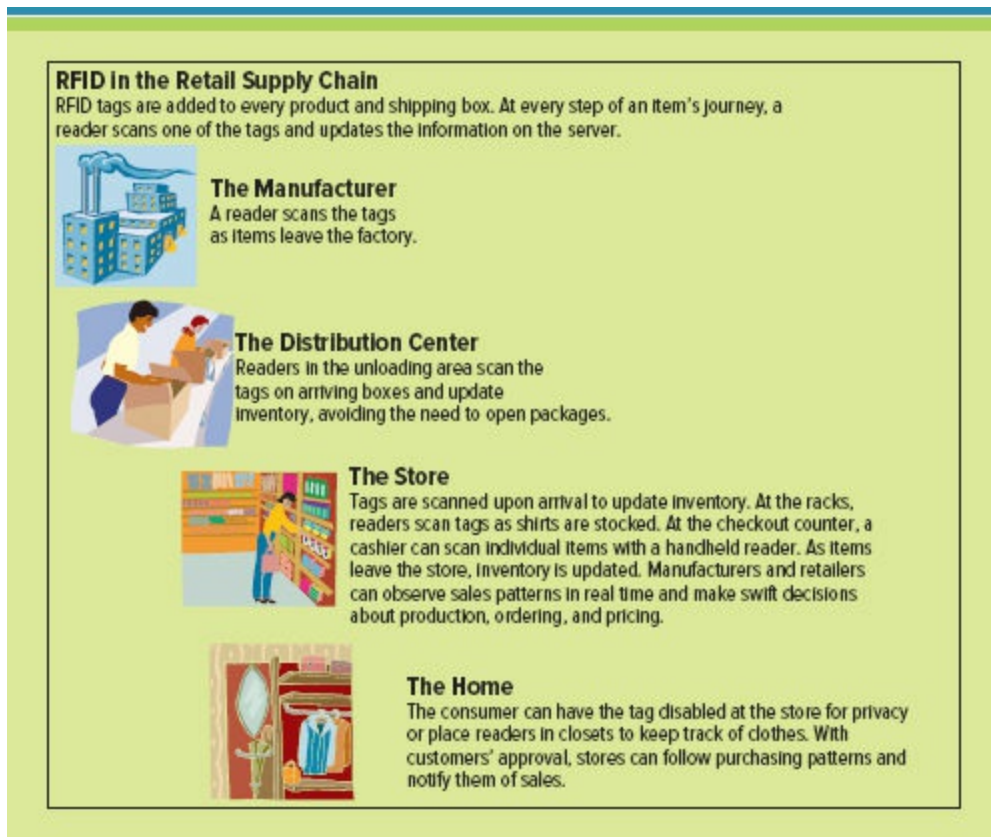 RFID in the Retail Supply Chain
RFID tags are added to every product and shipping box. At every step of an item's journey, a
reader scans one of the tags and updates the information on the server.
The Manufacturer
A reader scans the tags
as items leave the factory.
The Distribution Center
Readers in the unloading area scan the
tags on arriving boxes and update
inventory, avoiding the need to open packages.
The Store
Tags are scanned upon arrival to update inventory. At the racks,
readers scan tags as shirts are stocked. At the checkout counter, a
cashier can scan individual items with a handheld reader. As items
leave the store, inventory is updated. Manufacturers and retailers
can observe sales patterns in real time and make swift decisions
about production, ordering, and pricing.
The Home
The consumer can have the tag disabled at the store for privacy
or place readers in closets to keep track of clothes. With
customers' approval, stores can follow purchasing patterns and
notify them of sales.